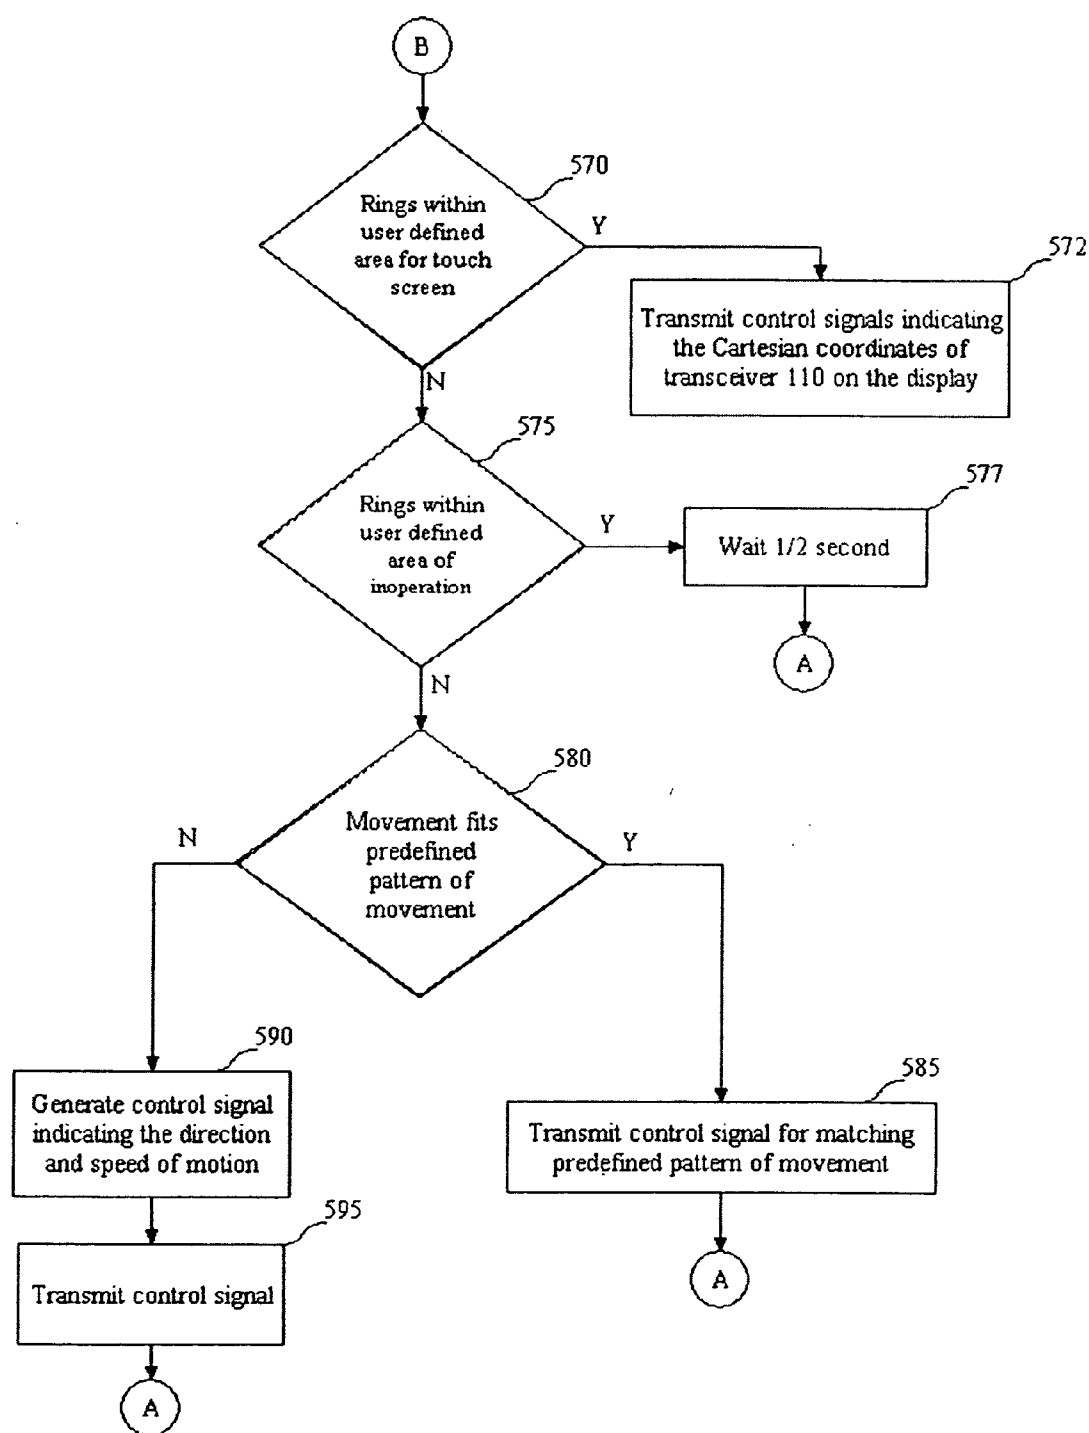 B
570
Rings within
user defined
area for touch
screen
Y
572
Transmit control signals indicating
the Cartesian coordinates of
transceiver 110 on the display
N
575
Rings within
user defined
area of
inoperation
Y
577
Wait 1/2 second
A
N
580
Movement fits
predefined
pattern of
movement
N
Y
590
Generate control signal
indicating the direction
and speed of motion
585
Transmit control signal for matching
predefined pattern of movement
595
Transmit control signal
A
A